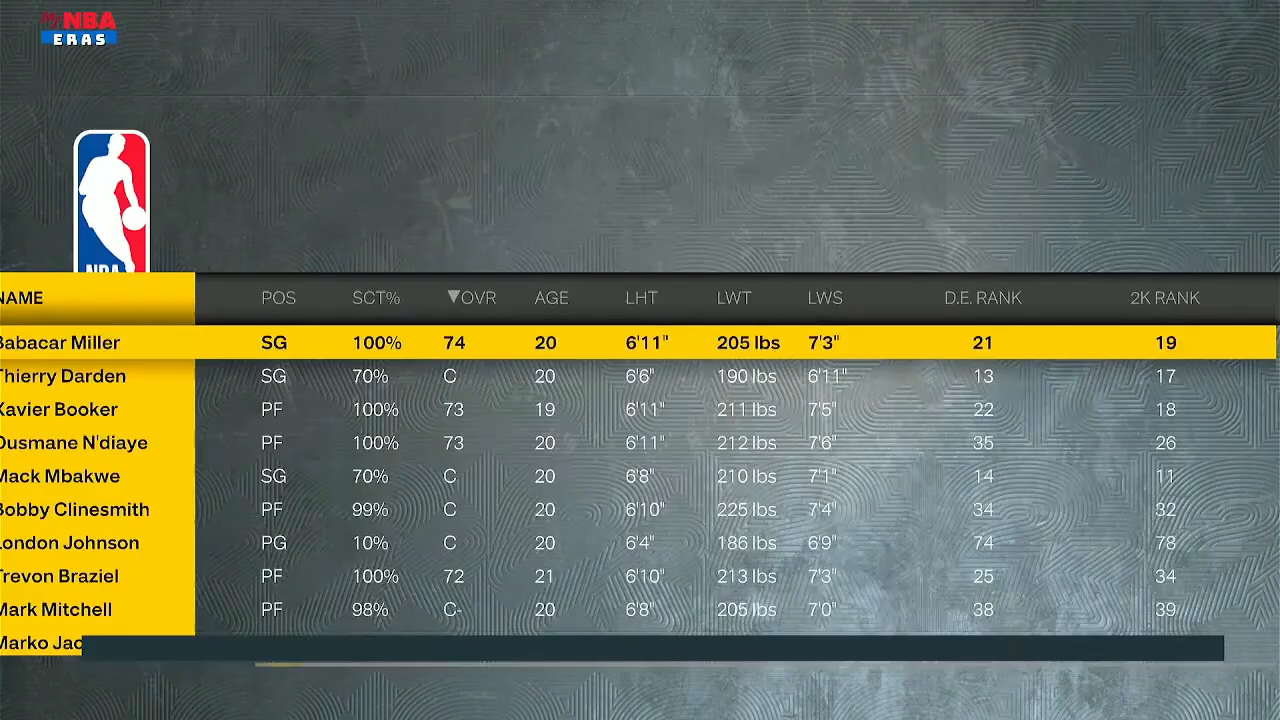 My NBA
ERAS
NBA
NAME POS SCT% ▼OVR AGE LHT LWT LWS D.E. RANK 2K RANK
Babacar Miller SG 100% 74 20 6'11" 205 lbs 7'3" 21 19
Thierry Darden SG 70% C 20 6'6" 190 lbs 6'11" 13 17
Xavier Booker PF 100% 73 19 6'11" 211 lbs 7'5" 22 18
Ousmane N'diaye PF 100% 73 20 6'11" 212 lbs 7'6" 35 26
Mack Mbakwe SG 70% C 20 6'8" 210 lbs 7'1" 14 11
Bobby Clinesmith PF 99% C 20 6'10" 225 lbs 7'4" 34 32
London Johnson PG 10% C 20 6'4" 186 lbs 6'9" 74 78
Trevon Braziel PF 100% 72 21 6'10" 213 lbs 7'3" 25 34
Mark Mitchell PF 98% C- 20 6'8" 205 lbs 7'0" 38 39
Marko Jac